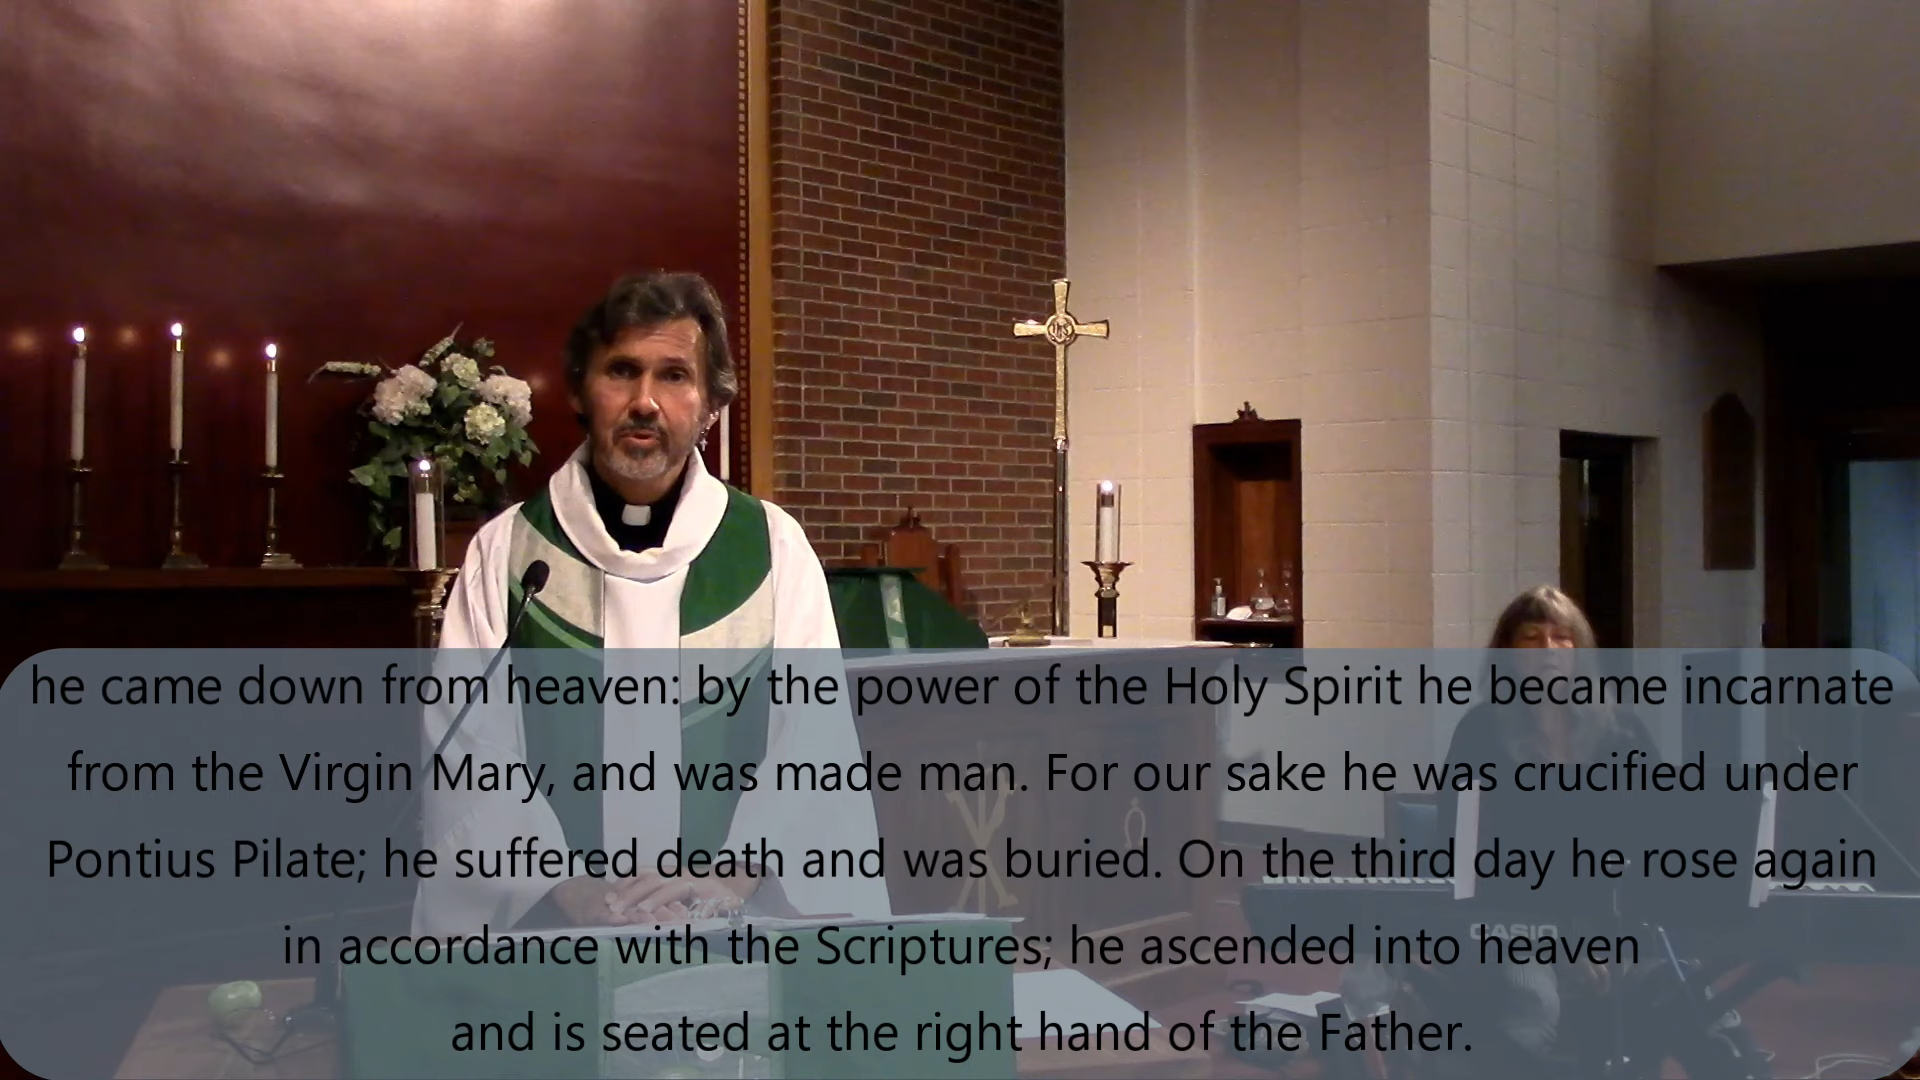 IHS
he came down from heaven: by the power of the Holy Spirit he became incarnate
from the Virgin Mary, and was made man. For our sake he was crucified under
Pontius Pilate; he suffered death and was buried. On the third day he rose again
in accordance with the Scriptures; he ascended into heaven
CASIO
and is seated at the right hand of the Father.